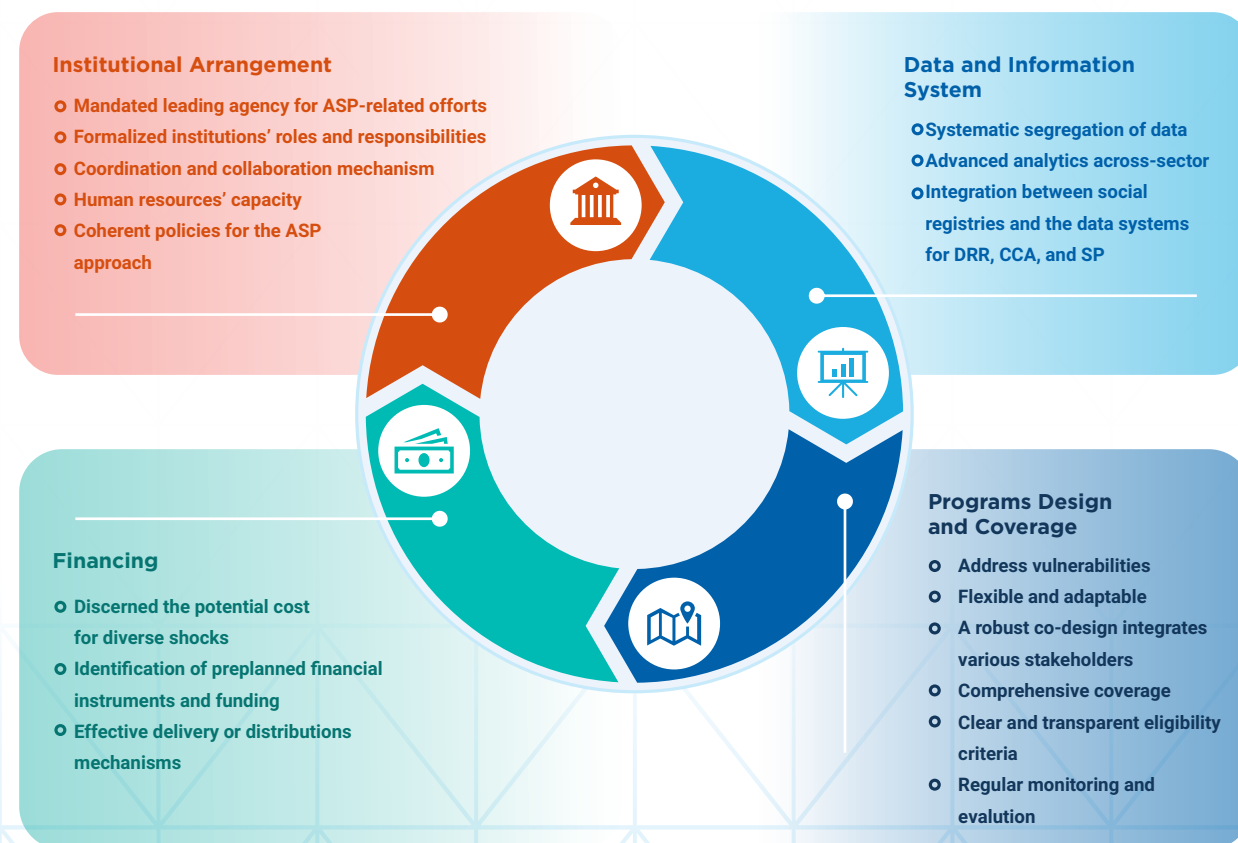 Institutional Arrangement
Mandated leading agency for ASP-related efforts
Formalized institutions' roles and responsibilities
Coordination and collaboration mechanism
Human resources' capacity
Coherent policies for the ASP
approach
Data and Information
System
Systematic segregation of data
Advanced analytics across-sector
Integration between social
registries and the data systems
for DRR, CCA, and SP
Financing
Discerned the potential cost
for diverse shocks
Identification of preplanned financial
instruments and funding
Effective delivery or distributions
mechanisms
Programs Design
and Coverage
Address vulnerabilities
Flexible and adaptable
A robust co-design integrates
various stakeholders
Comprehensive coverage
Clear and transparent eligibility
criteria
Regular monitoring and
evalution